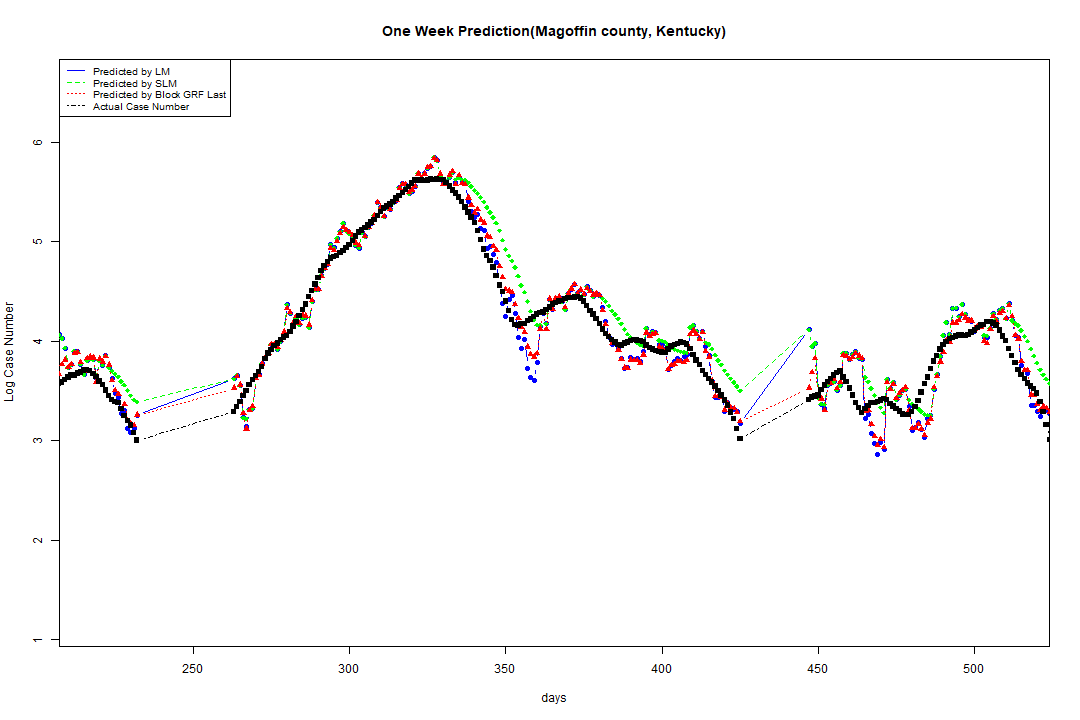 One Week Prediction(Magoffin county, Kentucky)
Predicted by LM
Predicted by SLM
Predicted by Block GRF Last
Actual Case Number
6
5
4
3
2
1
Log Case Number
250 300 350 400 450 500
days